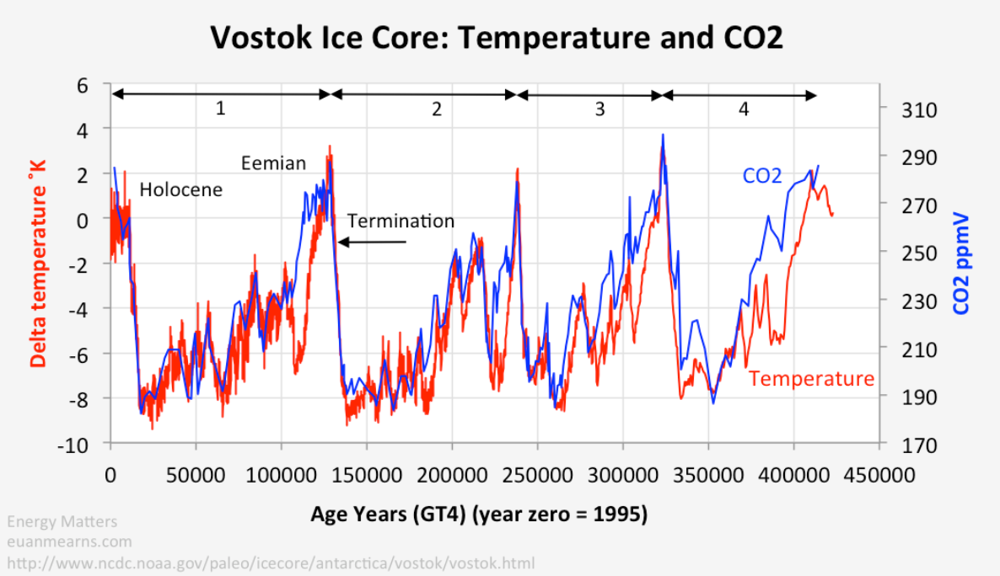 Vostok Ice Core: Temperature and CO2
6
4
2
0
-2
-4
-6
-8
-10
Delta temperature ˚K
1
2
3
4
Eemian
Holocene
Termination
CO2
Temperature
310
290
270
250
230
210
190
170
CO2 ppmV
0 50000 100000 150000 200000 250000 300000 350000 400000 450000
Age Years (GT4) (year zero = 1995)
Energy Matters
euanmearns.com
http://www.ncdc.noaa.gov/paleo/icecore/antarctica/vostok/vostok.html